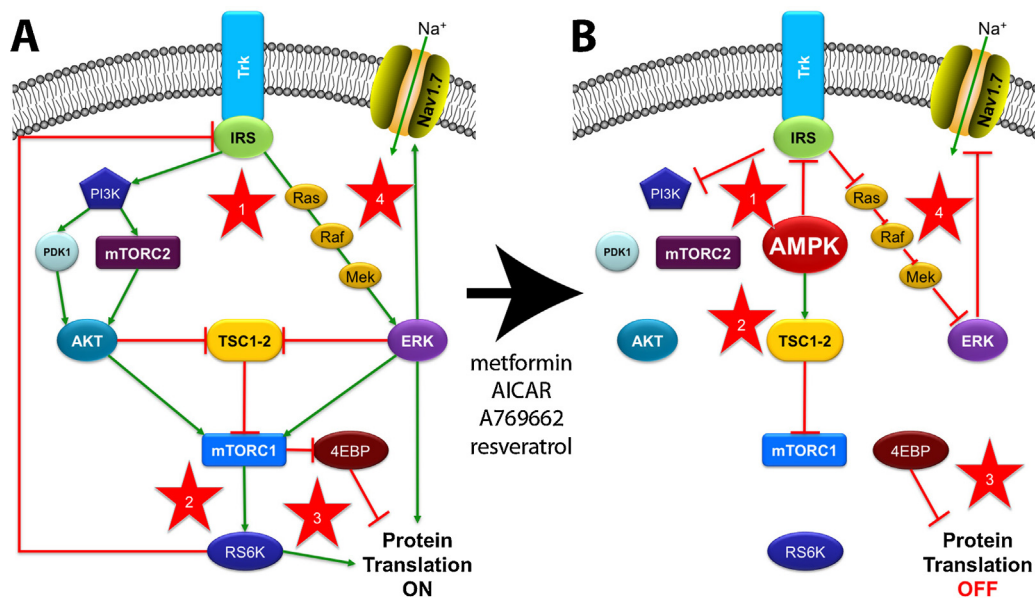 A
Na+
Trk
Nav1.7
IRS
1
4
PI3K
Ras
PDK1
mTORC2
Raf
Mek
AKT
TSC1-2
ERK
mTORC1
4EBP
2
3
RS6K
Protein
Translation
ON
metformin
AICAR
A769662
resveratrol
B
Na+
Trk
Nav1.7
IRS
PI3K
1
Ras
4
PDK1
mTORC2
AMPK
Raf
Mek
2
AKT
TSC1-2
ERK
mTORC1
4EBP
3
RS6K
Protein
Translation
OFF